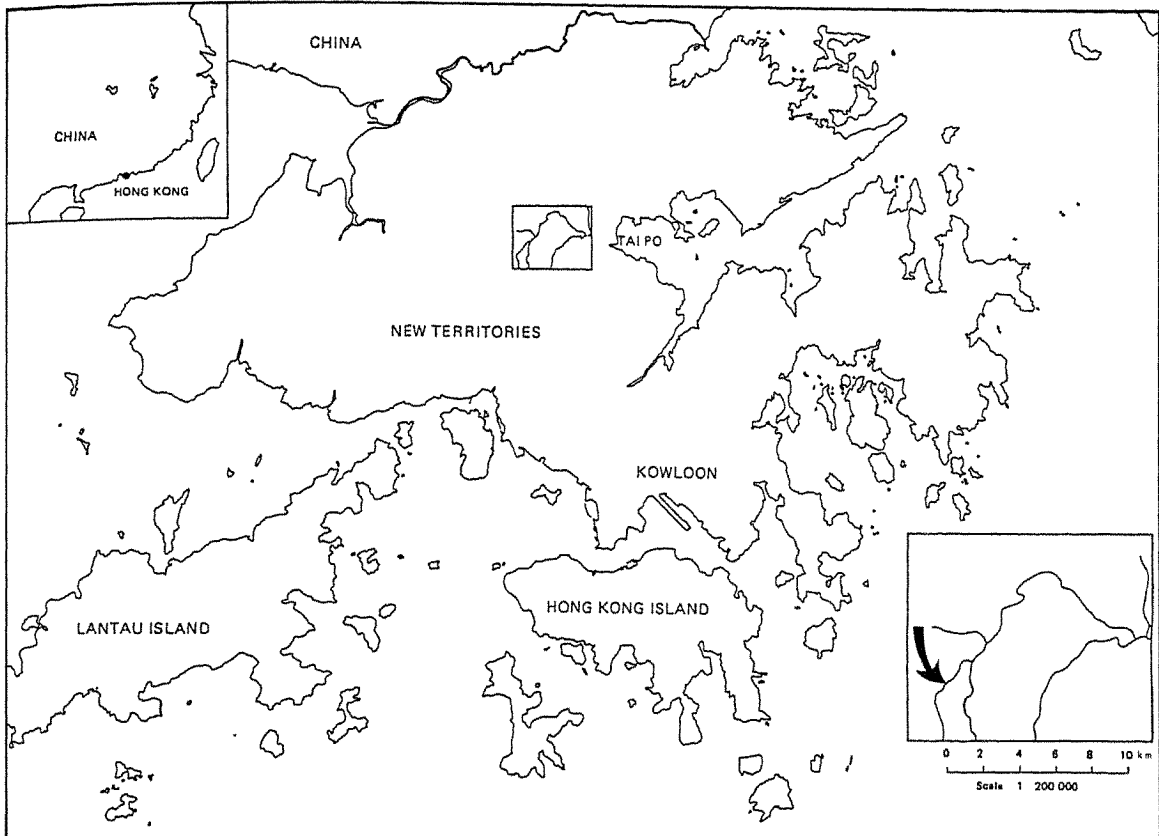 CHINA
CHINA
HONG KONG
TAI PO
NEW TERRITORIES
KOWLOON
HONG KONG ISLAND
LANTAU ISLAND
0 2 4 6 8 10 km
Scale 1 200 000